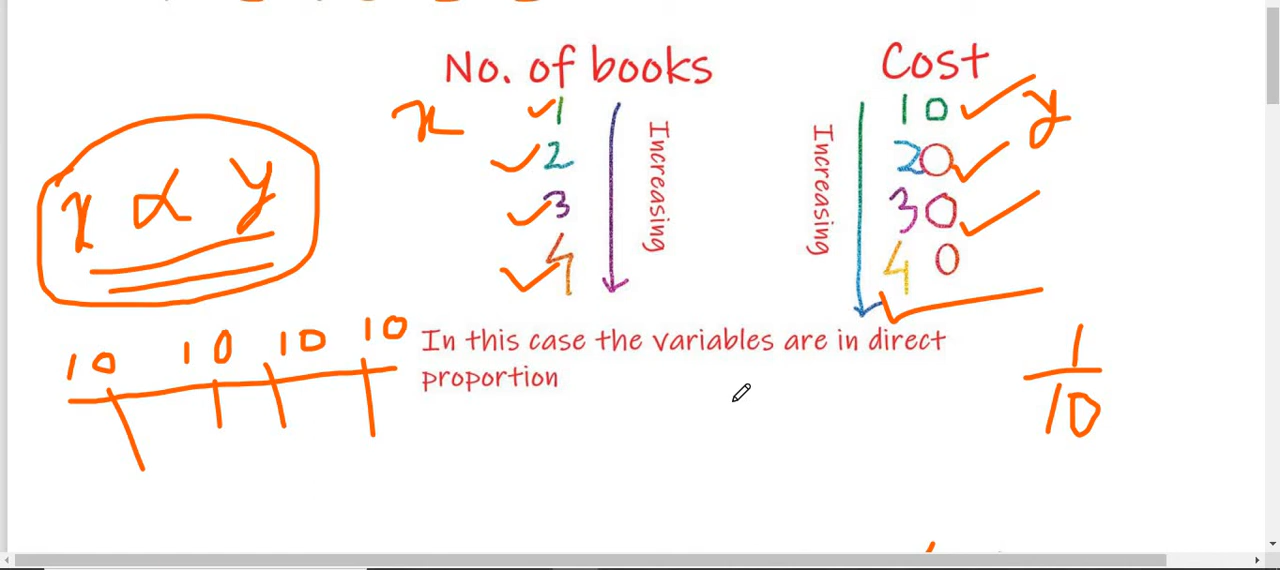 No. of books Cost
x 1 Increasing Increasing 10 y
2 20
3 30
4 40
x ∝ y
10 10 10 10
In this case the variables are in direct
proportion
1
10